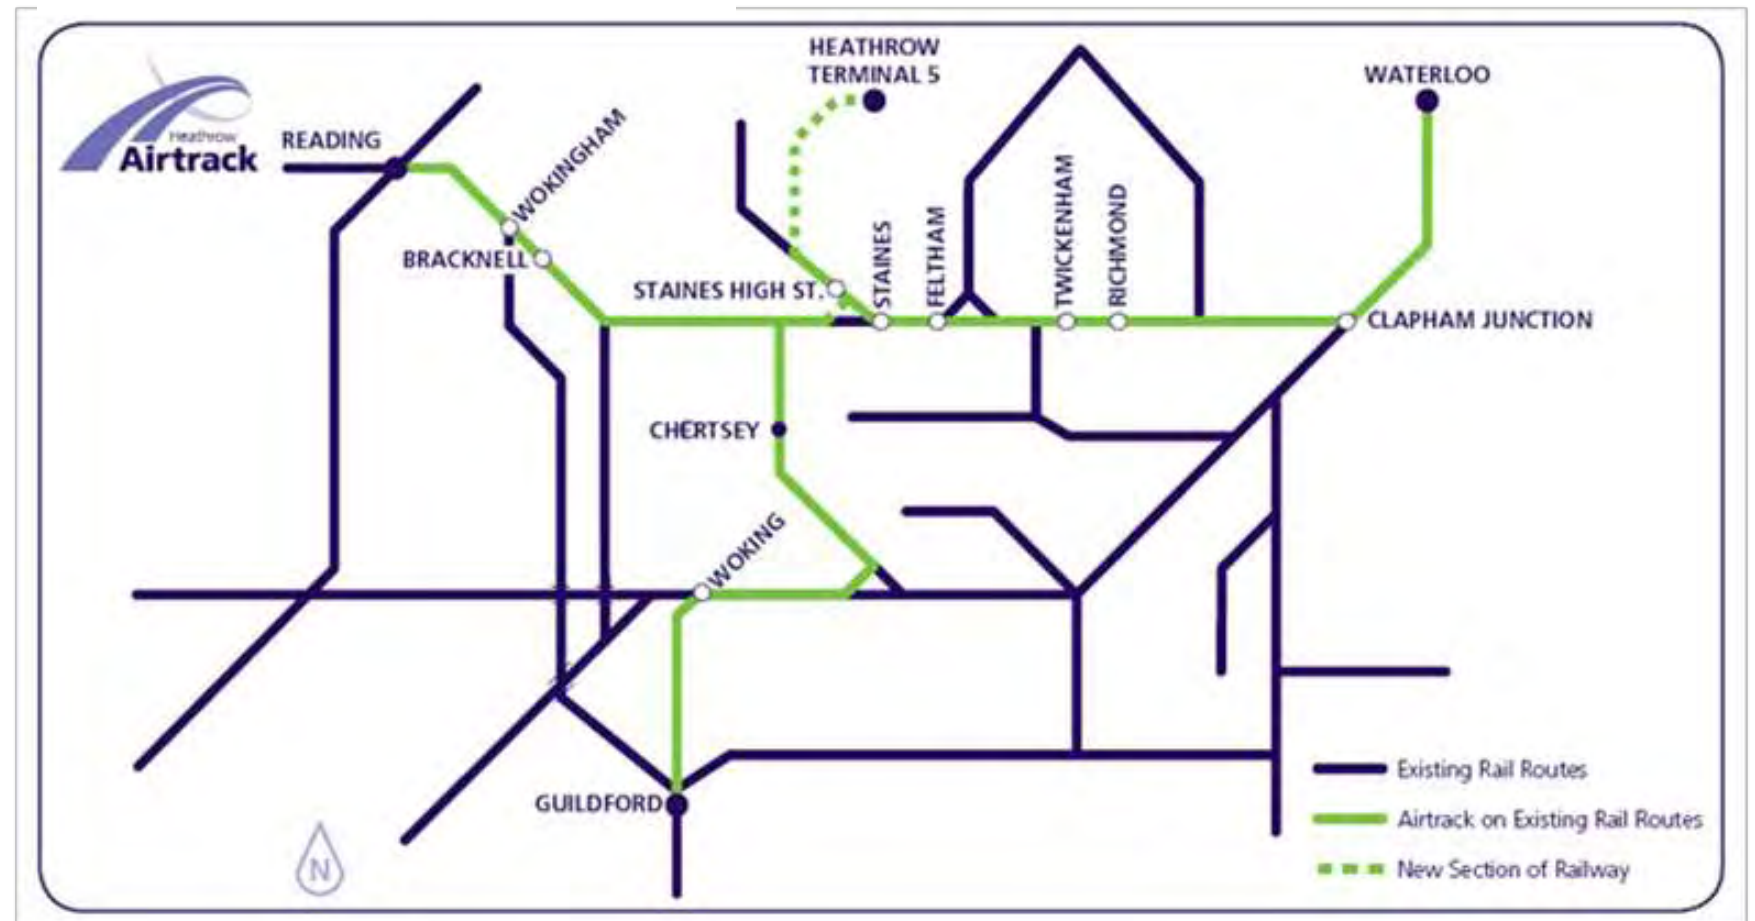 HEATHROW
TERMINAL 5
WATERLOO
Heathrow
Airtrack
READING
WOKINGHAM
BRACKNELL
STAINES HIGH ST.
STAINES
FELTHAM
TWICKENHAM
RICHMOND
CLAPHAM JUNCTION
CHERTSEY
WOKING
GUILDFORD
N
Existing Rail Routes
Airtrack on Existing Rail Routes
New Section of Railway